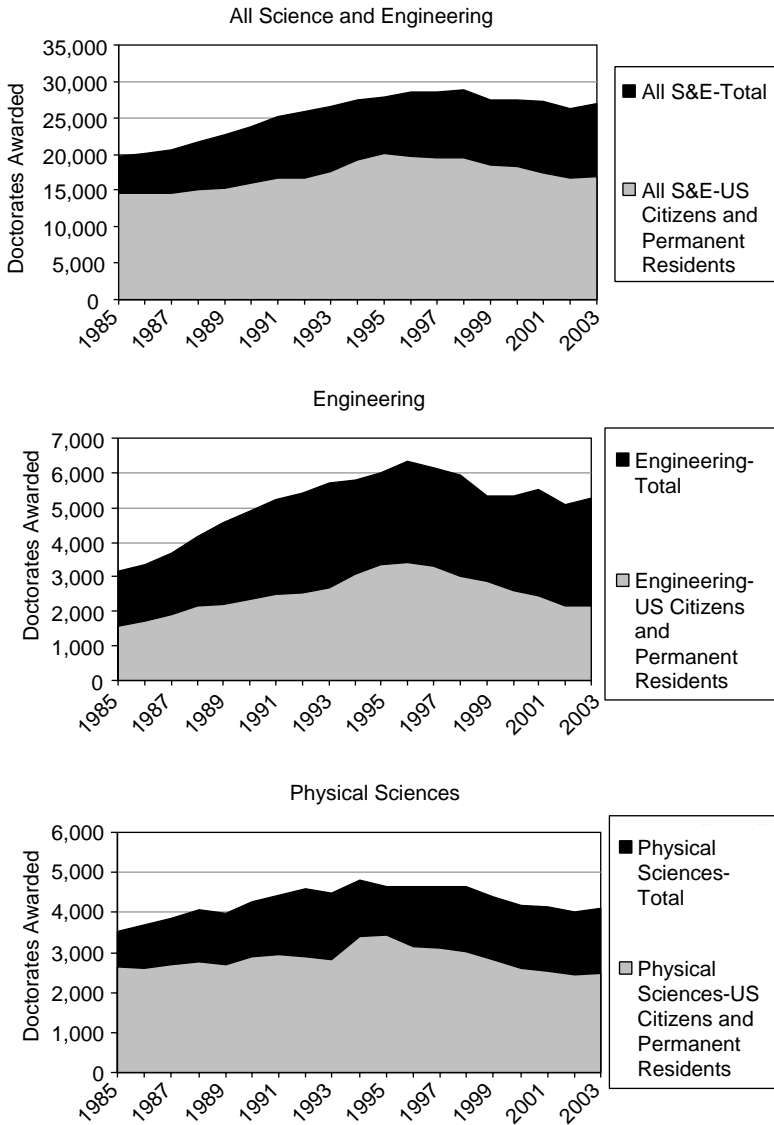 All Science and Engineering
35,000
30,000
25,000
20,000
15,000
10,000
5,000
0
Doctorates Awarded
1985
1987
1989
1991
1993
1995
1997
1999
2001
2003
All S&E-Total
All S&E-US
Citizens and
Permanent
Residents
Engineering
7,000
6,000
5,000
4,000
3,000
2,000
1,000
0
Doctorates Awarded
1985
1987
1989
1991
1993
1995
1997
1999
2001
2003
Engineering-
Total
Engineering-
US Citizens
and
Permanent
Residents
Physical Sciences
6,000
5,000
4,000
3,000
2,000
1,000
0
Doctorates Awarded
1985
1987
1989
1991
1993
1995
1997
1999
2001
2003
Physical
Sciences-
Total
Physical
Sciences-US
Citizens and
Permanent
Residents